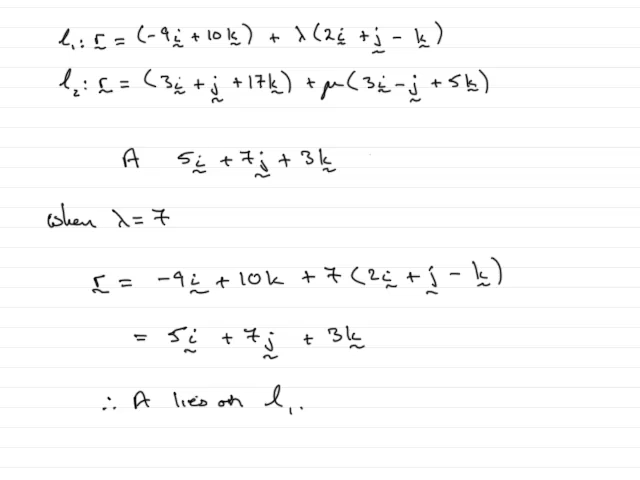 l₁: r = (-9i + 10k) + λ(2i + j - k)
l₂: r = (3i + j + 17k) + μ(3i - j + 5k)
A 5i + 7j + 3k
when λ = 7
r = -9i + 10k + 7(2i + j - k)
= 5i + 7j + 3k
∴ A lies on l₁.